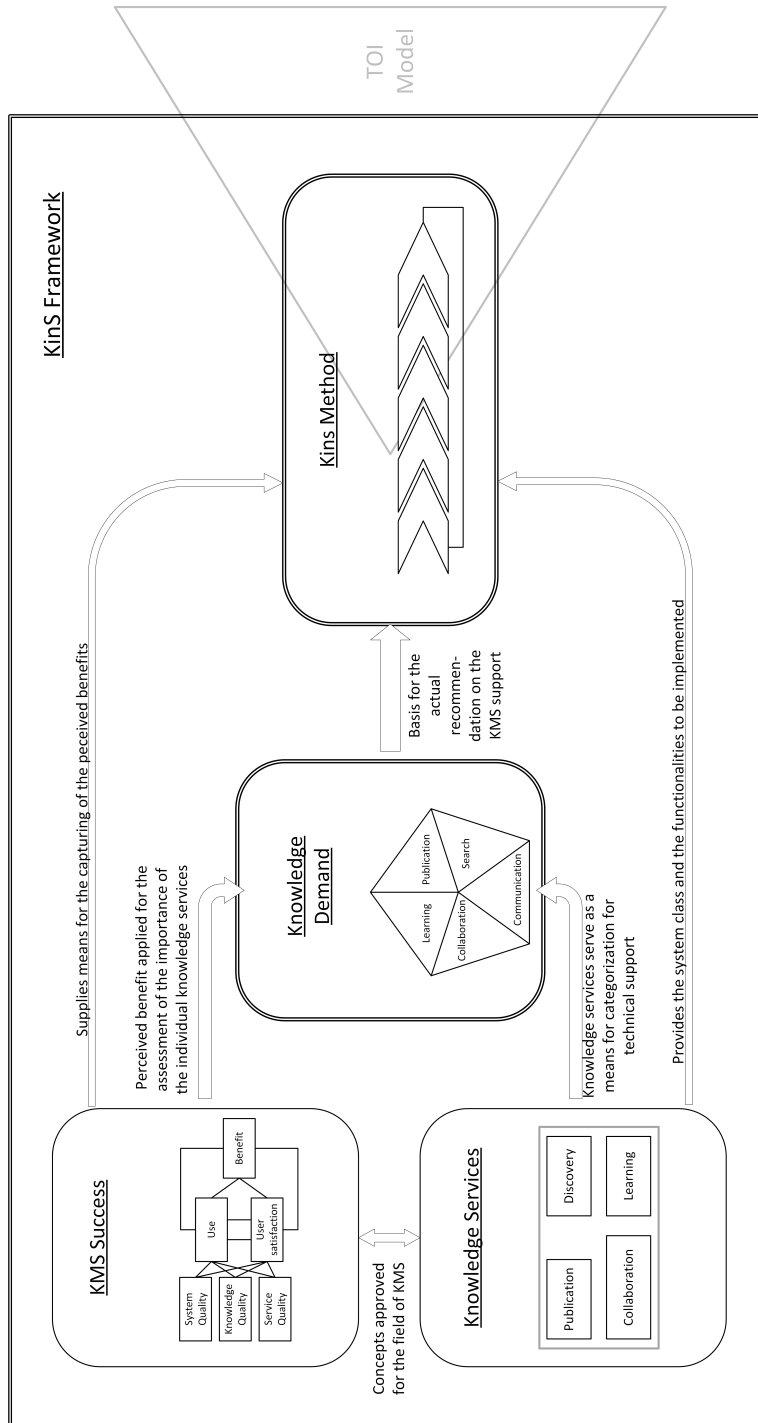 KinS Framework
TOI
Model
KMS Success
System
Quality
Knowledge
Quality
Service
Quality
Use
User
satisfaction
Benefit
Supplies means for the capturing of the peceived benefits
Perceived benefit applied for the
assessment of the importance of
the individual knowledge services
Concepts approved
for the field of KMS
Knowledge
Demand
Learning
Publication
Search
Communication
Collaboration
Basis for the
actual
recommen-
dation on the
KMS support
Kins Method
Knowledge Services
Publication
Discovery
Collaboration
Learning
Knowledge services serve as a
means for categorization for
technical support
Provides the system class and the functionalities to be implemented